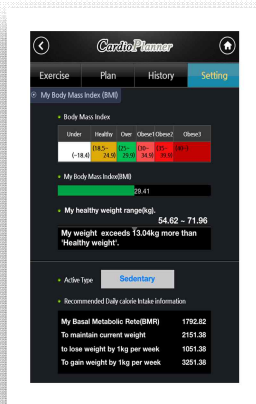 Cardio Planner
Exercise Plan History Setting
My Body Mass Index (BMI)
Body Mass Index
Under Healthy Over Obese1 Obese2 Obese3
(~18.4) (18.5~ 24.9) (25~ 29.9) (30~ 34.9) (35~ 39.9) (40~)
My Body Mass Index(BMI)
29.41
My healthy weight range(kg).
54.62 ~ 71.96
My weight exceeds 13.04kg more than
'Healthy weight'.
Active Type Sedentary
Recommended Daily calorie Intake information
My Basal Metabolic Rete(BMR) 1792.82
To maintain current weight 2151.38
to lose weight by 1kg per week 1051.38
To gain weight by 1kg per week 3251.38